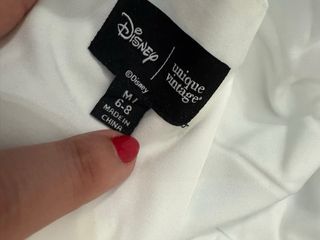 Disney
unique
vintage®
©Disney
M/
6-8
MADE IN
CHINA